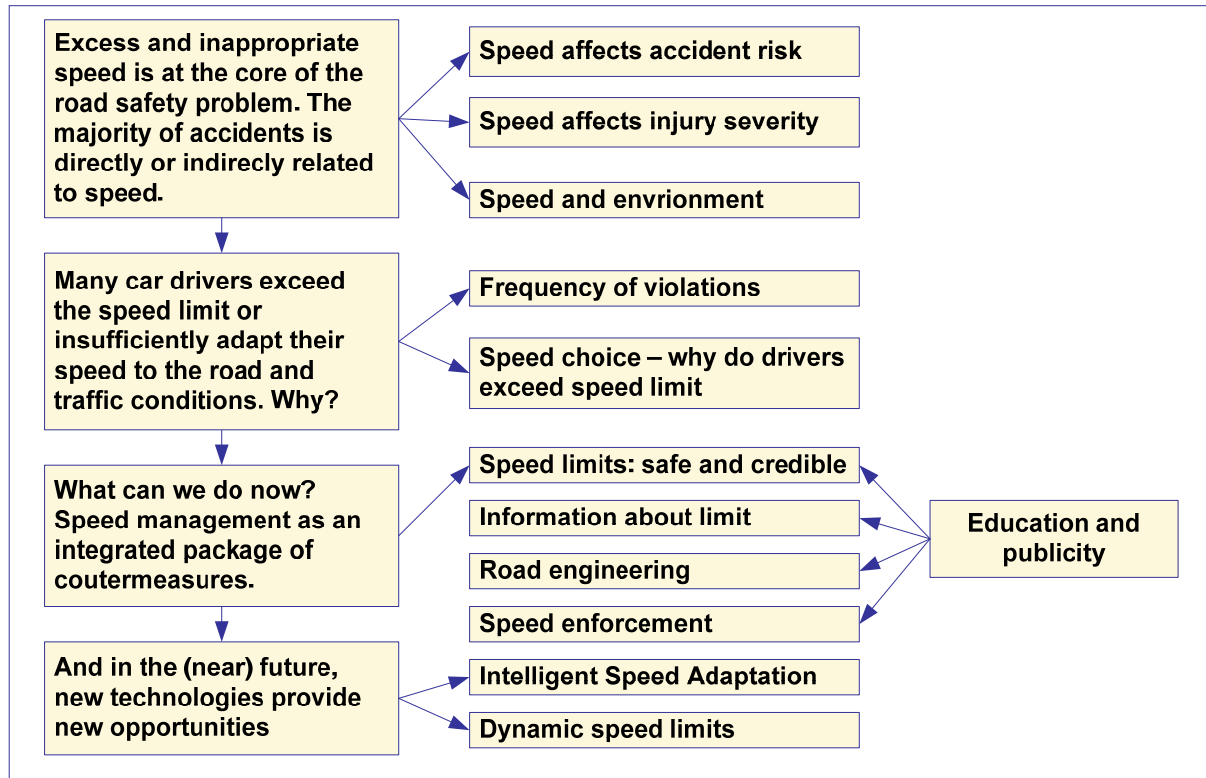 Excess and inappropriate
speed is at the core of the
road safety problem. The
majority of accidents is
directly or indirecly related
to speed.
Speed affects accident risk
Speed affects injury severity
Speed and envrionment
Many car drivers exceed
the speed limit or
insufficiently adapt their
speed to the road and
traffic conditions. Why?
Frequency of violations
Speed choice – why do drivers
exceed speed limit
What can we do now?
Speed management as an
integrated package of
coutermeasures.
Speed limits: safe and credible
Information about limit
Road engineering
Speed enforcement
Education and
publicity
And in the (near) future,
new technologies provide
new opportunities
Intelligent Speed Adaptation
Dynamic speed limits